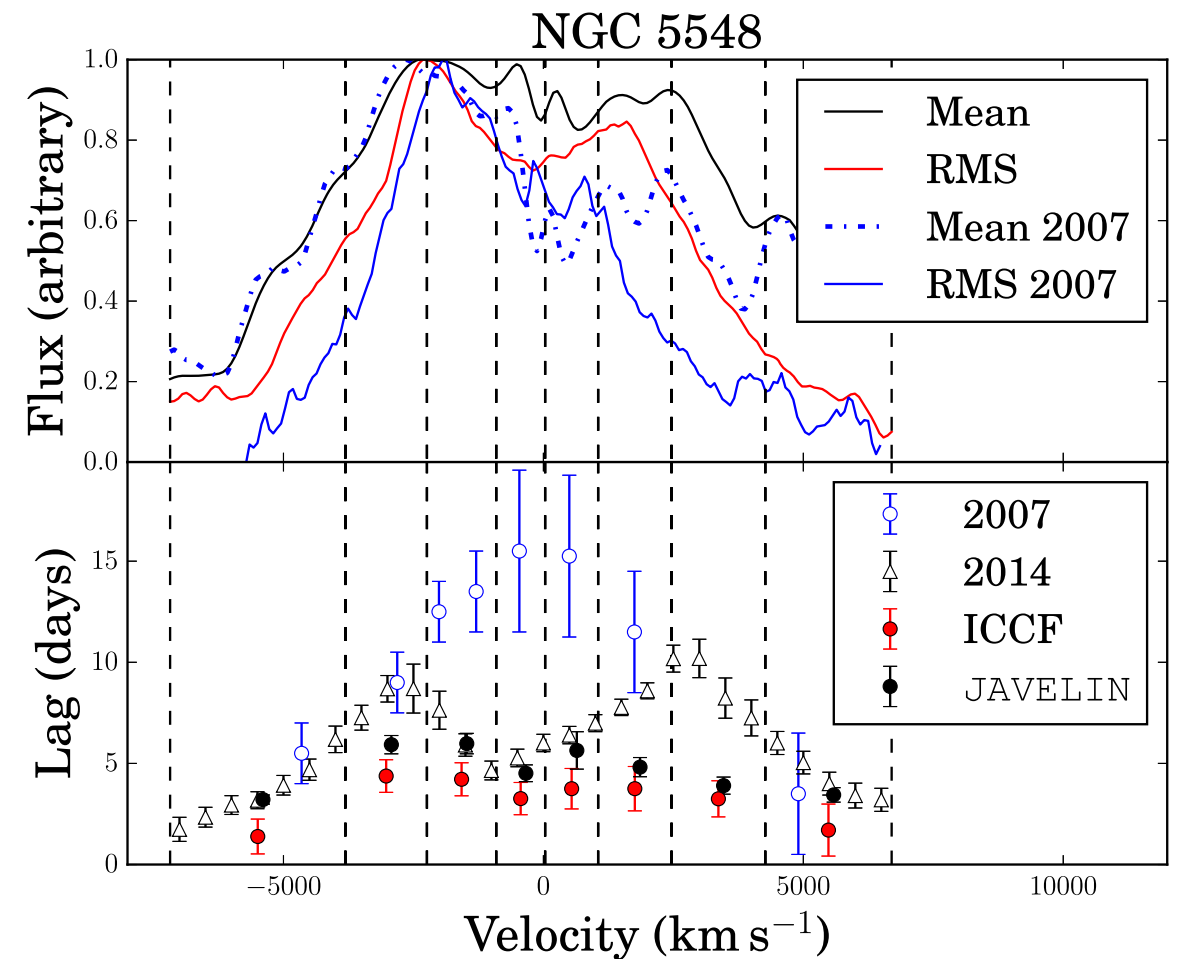 NGC 5548
1.0
0.8
0.6
0.4
0.2
0.0
Flux (arbitrary)
Mean
RMS
Mean 2007
RMS 2007
15
10
5
0
Lag (days)
2007
2014
ICCF
JAVELIN
−5000 0 5000 10000
Velocity (km s⁻¹)